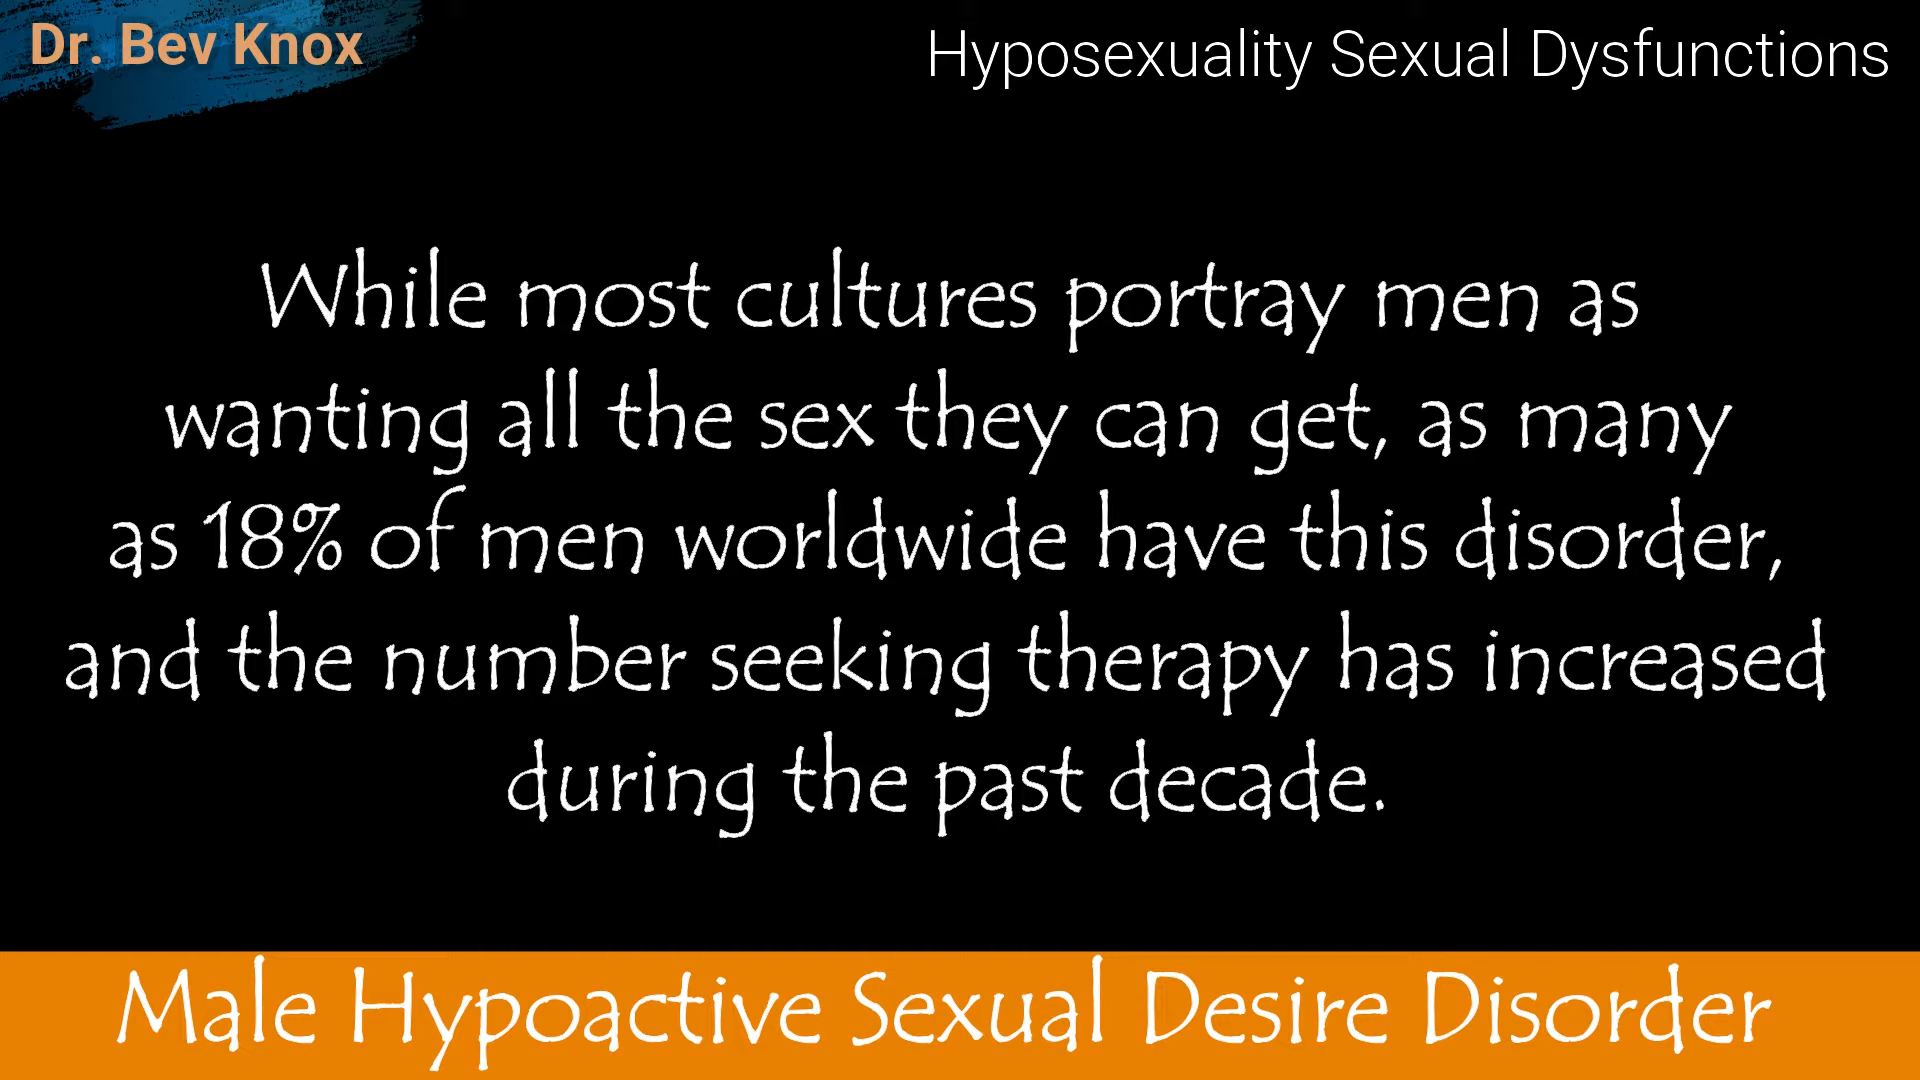 Dr. Bev Knox
Hyposexuality Sexual Dysfunctions
While most cultures portray men as
wanting all the sex they can get, as many
as 18% of men worldwide have this disorder,
and the number seeking therapy has increased
during the past decade.
Male Hypoactive Sexual Desire Disorder